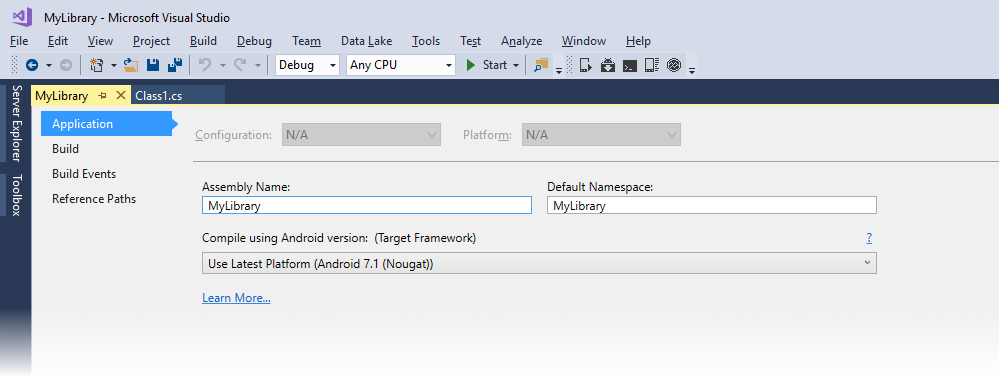 MyLibrary - Microsoft Visual Studio
File Edit View Project Build Debug Team Data Lake Tools Test Analyze Window Help
Debug Any CPU Start
Server Explorer
Toolbox
MyLibrary Class1.cs
Application
Build
Build Events
Reference Paths
Configuration: N/A Platform: N/A
Assembly Name: Default Namespace:
MyLibrary MyLibrary
Compile using Android version: (Target Framework) ?
Use Latest Platform (Android 7.1 (Nougat))
Learn More...